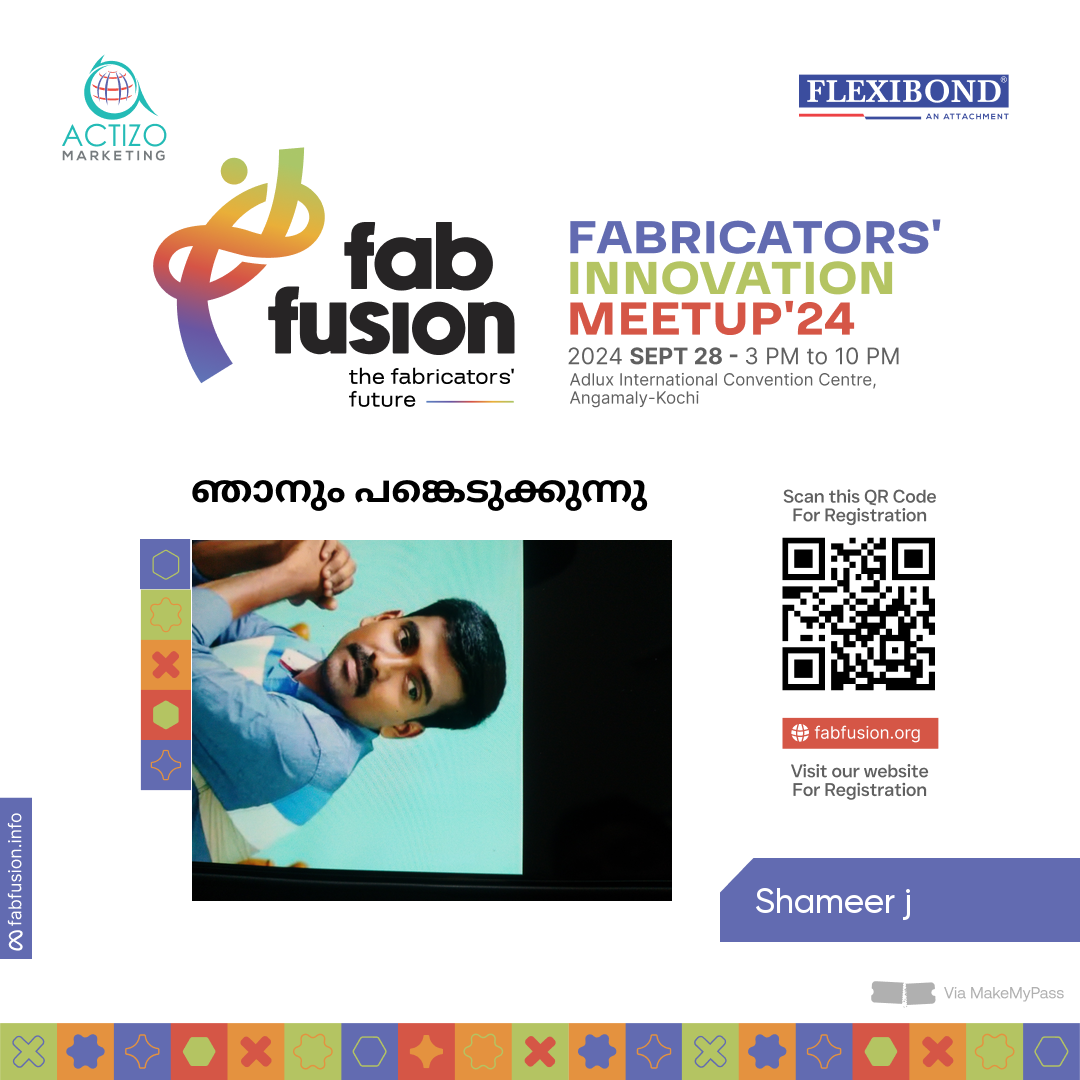 ACTIZO
MARKETING
FLEXIBOND®
AN ATTACHMENT
fab
fusion
the fabricators'
future
FABRICATORS'
INNOVATION
MEETUP'24
2024 SEPT 28 - 3 PM to 10 PM
Adlux International Convention Centre,
Angamaly-Kochi
ഞാനും പങ്കെടുക്കുന്നു
Scan this QR Code
For Registration
fabfusion.org
Visit our website
For Registration
fabfusion.info
Shameer j
Via MakeMyPass